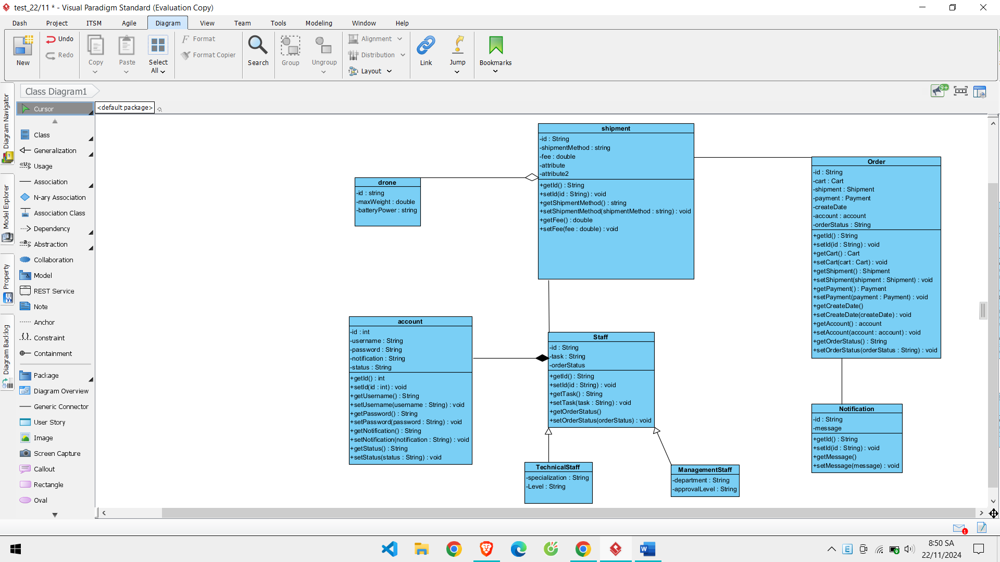 test_22/11 * - Visual Paradigm Standard (Evaluation Copy)
Dash Project ITSM Agile Diagram View Team Tools Modeling Window Help
New
Undo
Redo
Copy
Paste
Select
All
Format
Format Copier
Search
Group
Ungroup
Alignment
Distribution
Layout
Link
Jump
Bookmarks
Class Diagram1
9+
Diagram Navigator
Model Explorer
Property
Diagram Backlog
Cursor
<default package>
Class
Generalization
Usage
Association
N-ary Association
Association Class
Dependency
Abstraction
Collaboration
Model
REST Service
Note
Anchor
Constraint
Containment
Package
Diagram Overview
Generic Connector
User Story
Image
Screen Capture
Callout
Rectangle
Oval
shipment
-id : String
-shipmentMethod : string
-fee : double
-attribute
-attribute2
+getId() : String
+setId(id : String) : void
+getShipmentMethod() : string
+setShipmentMethod(shipmentMethod : string) : void
+getFee() : double
+setFee(fee : double) : void
drone
-id : string
-maxWeight : double
-batteryPower : string
Order
-id : String
-cart : Cart
-shipment : Shipment
-payment : Payment
-createDate
-account : account
-orderStatus : String
+getId() : String
+setId(id : String) : void
+getCart() : Cart
+setCart(cart : Cart) : void
+getShipment() : Shipment
+setShipment(shipment : Shipment) : void
+getPayment() : Payment
+setPayment(payment : Payment) : void
+getCreateDate()
+setCreateDate(createDate) : void
+getAccount() : account
+setAccount(account : account) : void
+getOrderStatus() : String
+setOrderStatus(orderStatus : String) : void
account
-id : int
-username : String
-password : String
-notification : String
-status : String
+getId() : int
+setId(id : int) : void
+getUsername() : String
+setUsername(username : String) : void
+getPassword() : String
+setPassword(password : String) : void
+getNotification() : String
+setNotification(notification : String) : void
+getStatus() : String
+setStatus(status : String) : void
Staff
-id : String
-task : String
-orderStatus
+getId() : String
+setId(id : String) : void
+getTask() : String
+setTask(task : String) : void
+getOrderStatus()
+setOrderStatus(orderStatus) : void
TechnicalStaff
-specialization : String
-Level : String
ManagementStaff
-department : String
-approvalLevel : String
Notification
-id : String
-message
+getId() : String
+setId(id : String) : void
+getMessage()
+setMessage(message) : void
1
8:50 SA
22/11/2024